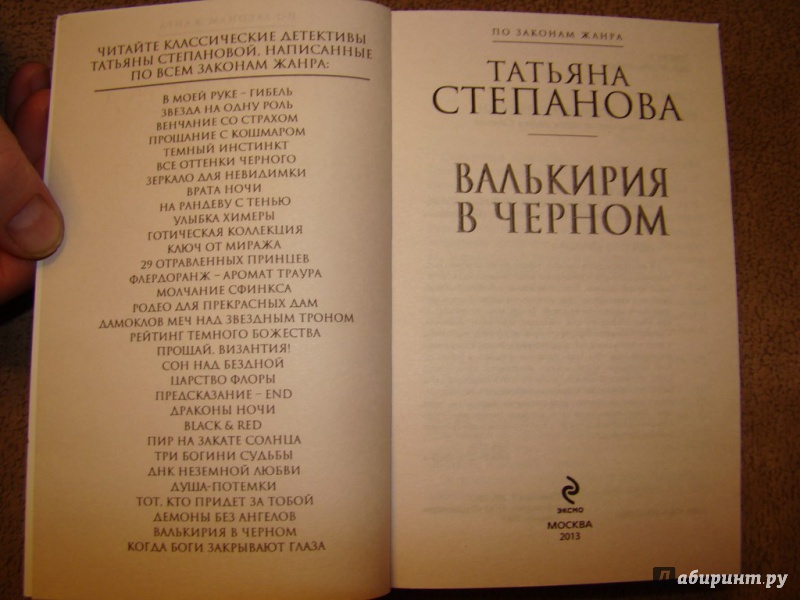 ЧИТАЙТЕ КЛАССИЧЕСКИЕ ДЕТЕКТИВЫ
ТАТЬЯНЫ СТЕПАНОВОЙ, НАПИСАННЫЕ
ПО ВСЕМ ЗАКОНАМ ЖАНРА:
В МОЕЙ РУКЕ – ГИБЕЛЬ
ЗВЕЗДА НА ОДНУ РОЛЬ
ВЕНЧАНИЕ СО СТРАХОМ
ПРОЩАНИЕ С КОШМАРОМ
ТЕМНЫЙ ИНСТИНКТ
ВСЕ ОТТЕНКИ ЧЕРНОГО
ЗЕРКАЛО ДЛЯ НЕВИДИМКИ
ВРАТА НОЧИ
НА РАНДЕВУ С ТЕНЬЮ
УЛЫБКА ХИМЕРЫ
ГОТИЧЕСКАЯ КОЛЛЕКЦИЯ
КЛЮЧ ОТ МИРАЖА
29 ОТРАВЛЕННЫХ ПРИНЦЕВ
ФЛЕРДОРАНЖ – АРОМАТ ТРАУРА
МОЛЧАНИЕ СФИНКСА
РОДЕО ДЛЯ ПРЕКРАСНЫХ ДАМ
ДАМОКЛОВ МЕЧ НАД ЗВЕЗДНЫМ ТРОНОМ
РЕЙТИНГ ТЕМНОГО БОЖЕСТВА
ПРОЩАЙ, ВИЗАНТИЯ!
СОН НАД БЕЗДНОЙ
ЦАРСТВО ФЛОРЫ
ПРЕДСКАЗАНИЕ – END
ДРАКОНЫ НОЧИ
BLACK & RED
ПИР НА ЗАКАТЕ СОЛНЦА
ТРИ БОГИНИ СУДЬБЫ
ДНК НЕЗЕМНОЙ ЛЮБВИ
ДУША-ПОТЕМКИ
ТОТ, КТО ПРИДЕТ ЗА ТОБОЙ
ДЕМОНЫ БЕЗ АНГЕЛОВ
ВАЛЬКИРИЯ В ЧЕРНОМ
КОГДА БОГИ ЗАКРЫВАЮТ ГЛАЗА
ПО ЗАКОНАМ ЖАНРА
ТАТЬЯНА
СТЕПАНОВА
ВАЛЬКИРИЯ
В ЧЕРНОМ
ЭКСМО
МОСКВА
2013
Лабиринт.ру